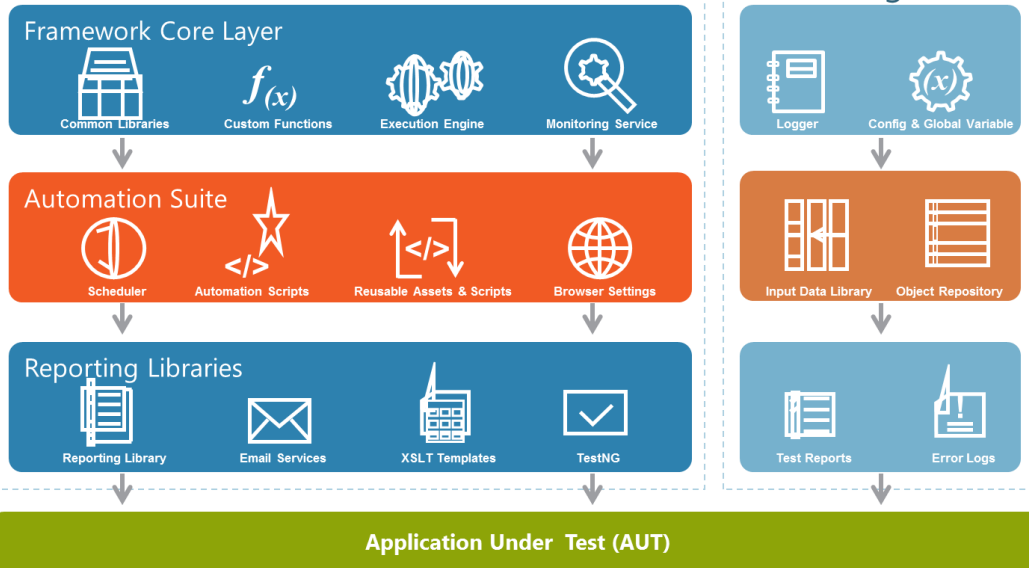 Framework Core Layer
f(x)
Common Libraries
Custom Functions
Execution Engine
Monitoring Service
Automation Suite
</>
</>
Scheduler
Automation Scripts
Reusable Assets & Scripts
Browser Settings
Reporting Libraries
Reporting Library
Email Services
XSLT Templates
TestNG
(x)
Logger
Config & Global Variable
Input Data Library
Object Repository
!
Test Reports
Error Logs
Application Under Test (AUT)